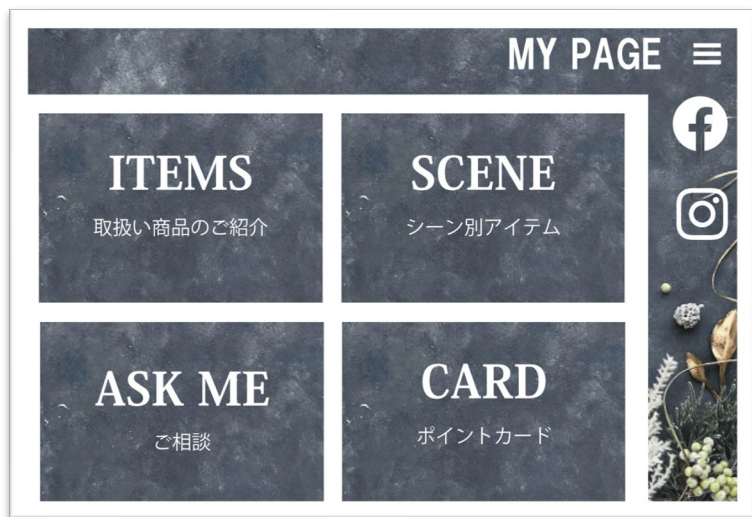 MY PAGE
ITEMS
取扱い商品のご紹介
SCENE
シーン別アイテム
ASK ME
ご相談
CARD
ポイントカード